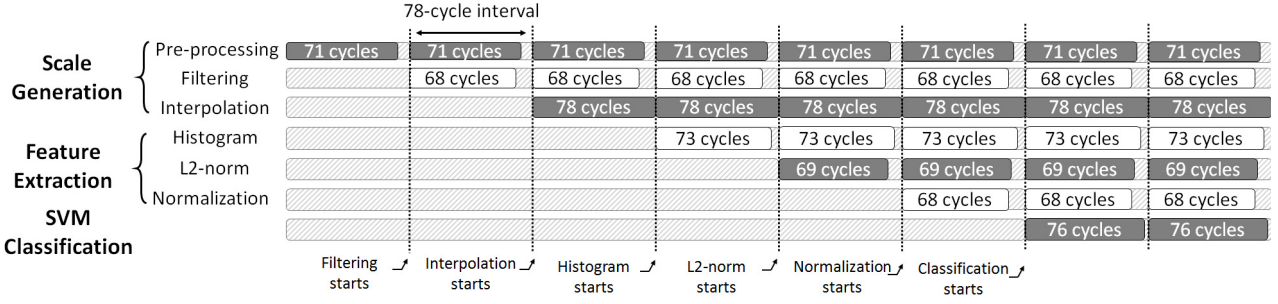 78-cycle interval
Scale
Generation
Pre-processing
71 cycles 71 cycles 71 cycles 71 cycles 71 cycles 71 cycles 71 cycles 71 cycles
Filtering
68 cycles 68 cycles 68 cycles 68 cycles 68 cycles 68 cycles 68 cycles
Interpolation
78 cycles 78 cycles 78 cycles 78 cycles 78 cycles 78 cycles
Feature
Extraction
Histogram
73 cycles 73 cycles 73 cycles 73 cycles 73 cycles
L2-norm
69 cycles 69 cycles 69 cycles 69 cycles
Normalization
68 cycles 68 cycles 68 cycles
SVM
Classification
76 cycles 76 cycles
Filtering
starts
Interpolation
starts
Histogram
starts
L2-norm
starts
Normalization
starts
Classification
starts